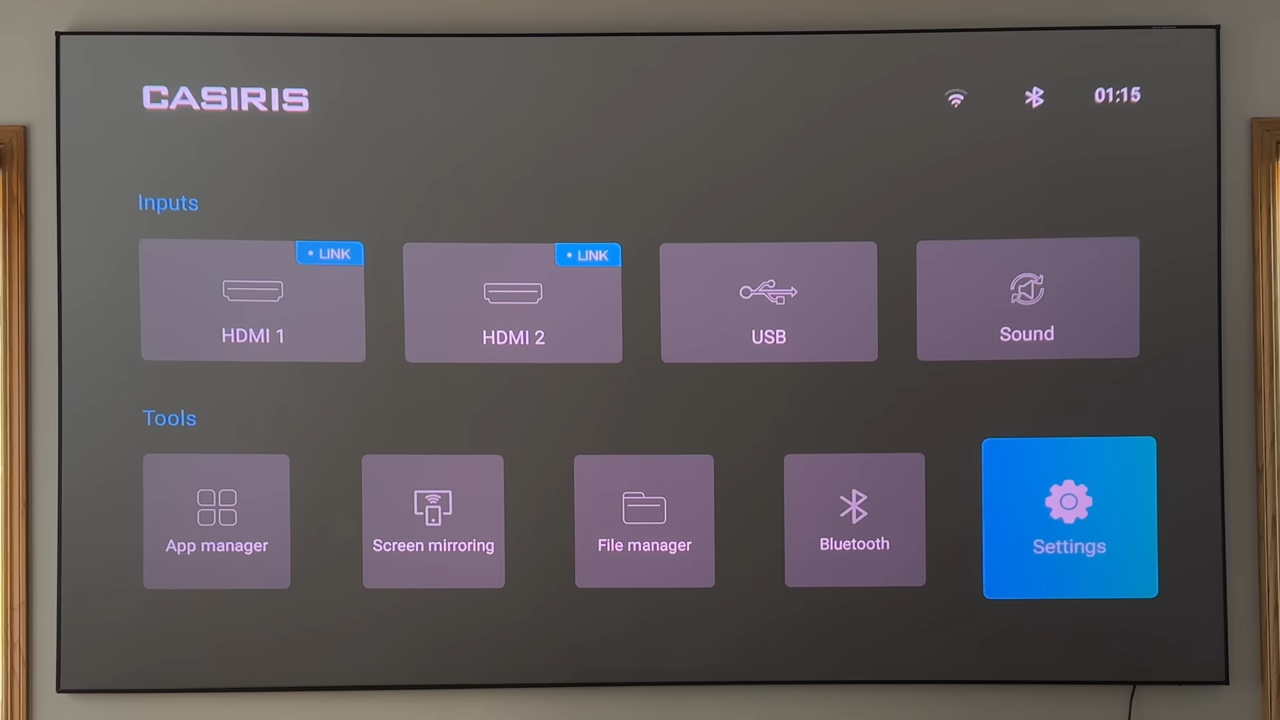 CASIRIS
01:15
Inputs
• LINK
HDMI 1
• LINK
HDMI 2
USB
Sound
Tools
App manager
Screen mirroring
File manager
Bluetooth
Settings